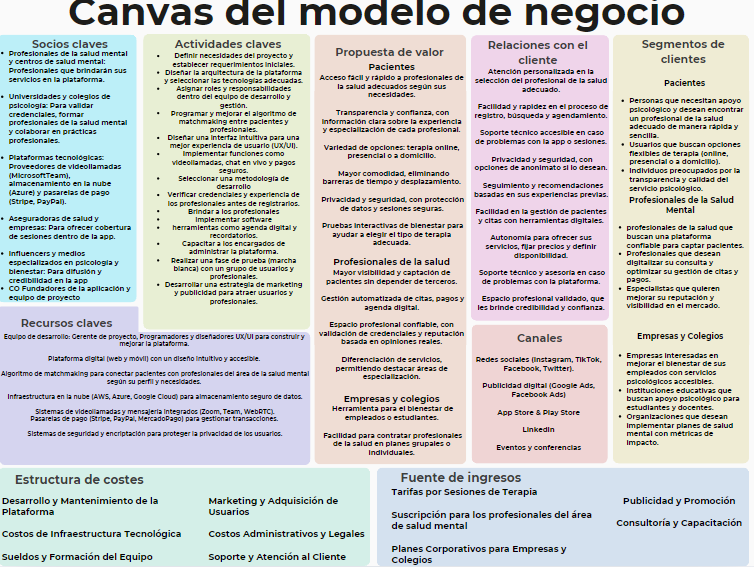 Canvas del modelo de negocio
Socios claves
Profesionales de la salud mental
y centros de salud mental:
Profesionales que brindarán sus
servicios en la plataforma.
Universidades y colegios de
psicología: Para validar
credenciales, formar
profesionales de la salud mental
y colaborar en prácticas
profesionales.
Plataformas tecnológicas:
Proveedores de videollamadas
(MicrosoftTeam),
almacenamiento en la nube
(Azure) y pasarelas de pago
(Stripe, PayPal).
Aseguradoras de salud y
empresas: Para ofrecer cobertura
de sesiones dentro de la app.
Influencers y medios
especializados en psicología y
bienestar: Para difusión y
credibilidad en la app
CO Fundadores de la aplicación y
equipo de proyecto
Actividades claves
Definir necesidades del proyecto y
establecer requerimientos iniciales.
Diseñar la arquitectura de la plataforma
y seleccionar las tecnologías adecuadas.
Asignar roles y responsabilidades
dentro del equipo de desarrollo y
gestión.
Programar y mejorar el algoritmo de
matchmaking entre pacientes y
profesionales.
Diseñar una interfaz intuitiva para una
mejor experiencia de usuario (UX/UI).
Implementar funciones como
videollamadas, chat en vivo y pagos
seguros.
Seleccionar una metodología de
desarrollo
Verificar credenciales y experiencia de
los profesionales antes de registrarlos.
Brindar a los profesionales
implementar software
herramientas como agenda digital y
recordatorios.
Capacitar a los encargados de
administrar la plataforma.
Realizar una fase de prueba (marcha
blanca) con un grupo de usuarios y
profesionales.
Desarrollar una estrategia de marketing
y publicidad para atraer usuarios y
profesionales.
Recursos claves
Equipo de desarrollo: Gerente de proyecto, Programadores y diseñadores UX/UI para construir y
mejorar la plataforma.
Plataforma digital (web y móvil) con un diseño intuitivo y accesible.
Algoritmo de matchmaking para conectar pacientes con profesionales del área de la salud mental
según su perfil y necesidades.
Infraestructura en la nube (AWS, Azure, Google Cloud) para almacenamiento seguro de datos.
Sistemas de videollamadas y mensajería integrados (Zoom, Team, WebRTC).
Pasarelas de pago (Stripe, PayPal, MercadoPago) para gestionar transacciones.
Sistemas de seguridad y encriptación para proteger la privacidad de los usuarios.
Propuesta de valor
Pacientes
Acceso fácil y rápido a profesionales de
la salud adecuados según sus
necesidades.
Transparencia y confianza, con
información clara sobre la experiencia
y especialización de cada profesional.
Variedad de opciones: terapia online,
presencial o a domicilio.
Mayor comodidad, eliminando
barreras de tiempo y desplazamiento.
Privacidad y seguridad, con protección
de datos y sesiones seguras.
Pruebas interactivas de bienestar para
ayudar a elegir el tipo de terapia
adecuada.
Profesionales de la salud
Mayor visibilidad y captación de
pacientes sin depender de terceros.
Gestión automatizada de citas, pagos y
agenda digital.
Espacio profesional confiable, con
validación de credenciales y reputación
basada en opiniones reales.
Diferenciación de servicios,
permitiendo destacar áreas de
especialización.
Empresas y colegios
Herramienta para el bienestar de
empleados o estudiantes.
Facilidad para contratar profesionales
de la salud en planes grupales o
individuales.
Relaciones con el
cliente
Atención personalizada en la
selección del profesional de la salud
adecuado.
Facilidad y rapidez en el proceso de
registro, búsqueda y agendamiento.
Soporte técnico accesible en caso
de problemas con la app o sesiones.
Privacidad y seguridad, con
opciones de anonimato si lo desean.
Seguimiento y recomendaciones
basadas en sus experiencias previas.
Facilidad en la gestión de pacientes
y citas con herramientas digitales.
Autonomía para ofrecer sus
servicios, fijar precios y definir
disponibilidad.
Soporte técnico y asesoría en caso
de problemas con la plataforma.
Espacio profesional validado, que
les brinde credibilidad y confianza.
Canales
Redes sociales (Instagram, TikTok,
Facebook, Twitter).
Publicidad digital (Google Ads,
Facebook Ads)
App Store & Play Store
LinkedIn
Eventos y conferencias
Segmentos de
clientes
Pacientes
Personas que necesitan apoyo
psicológico y desean encontrar
un profesional de la salud
adecuado de manera rápida y
sencilla.
Usuarios que buscan opciones
flexibles de terapia (online,
presencial o a domicilio).
Individuos preocupados por la
transparencia y calidad del
servicio psicológico.
Profesionales de la Salud
Mental
profesionales de la salud que
buscan una plataforma
confiable para captar pacientes.
Profesionales que desean
digitalizar su consulta y
optimizar su gestión de citas y
pagos.
Especialistas que quieren
mejorar su reputación y
visibilidad en el mercado.
Empresas y Colegios
Empresas interesadas en
mejorar el bienestar de sus
empleados con servicios
psicológicos accesibles.
Instituciones educativas que
buscan apoyo psicológico para
estudiantes y docentes.
Organizaciones que desean
implementar planes de salud
mental con métricas de
impacto.
Estructura de costes
Desarrollo y Mantenimiento de la
Plataforma
Costos de Infraestructura Tecnológica
Sueldos y Formación del Equipo
Marketing y Adquisición de
Usuarios
Costos Administrativos y Legales
Soporte y Atención al Cliente
Fuente de ingresos
Tarifas por Sesiones de Terapia
Suscripción para los profesionales del área
de salud mental
Planes Corporativos para Empresas y
Colegios
Publicidad y Promoción
Consultoría y Capacitación